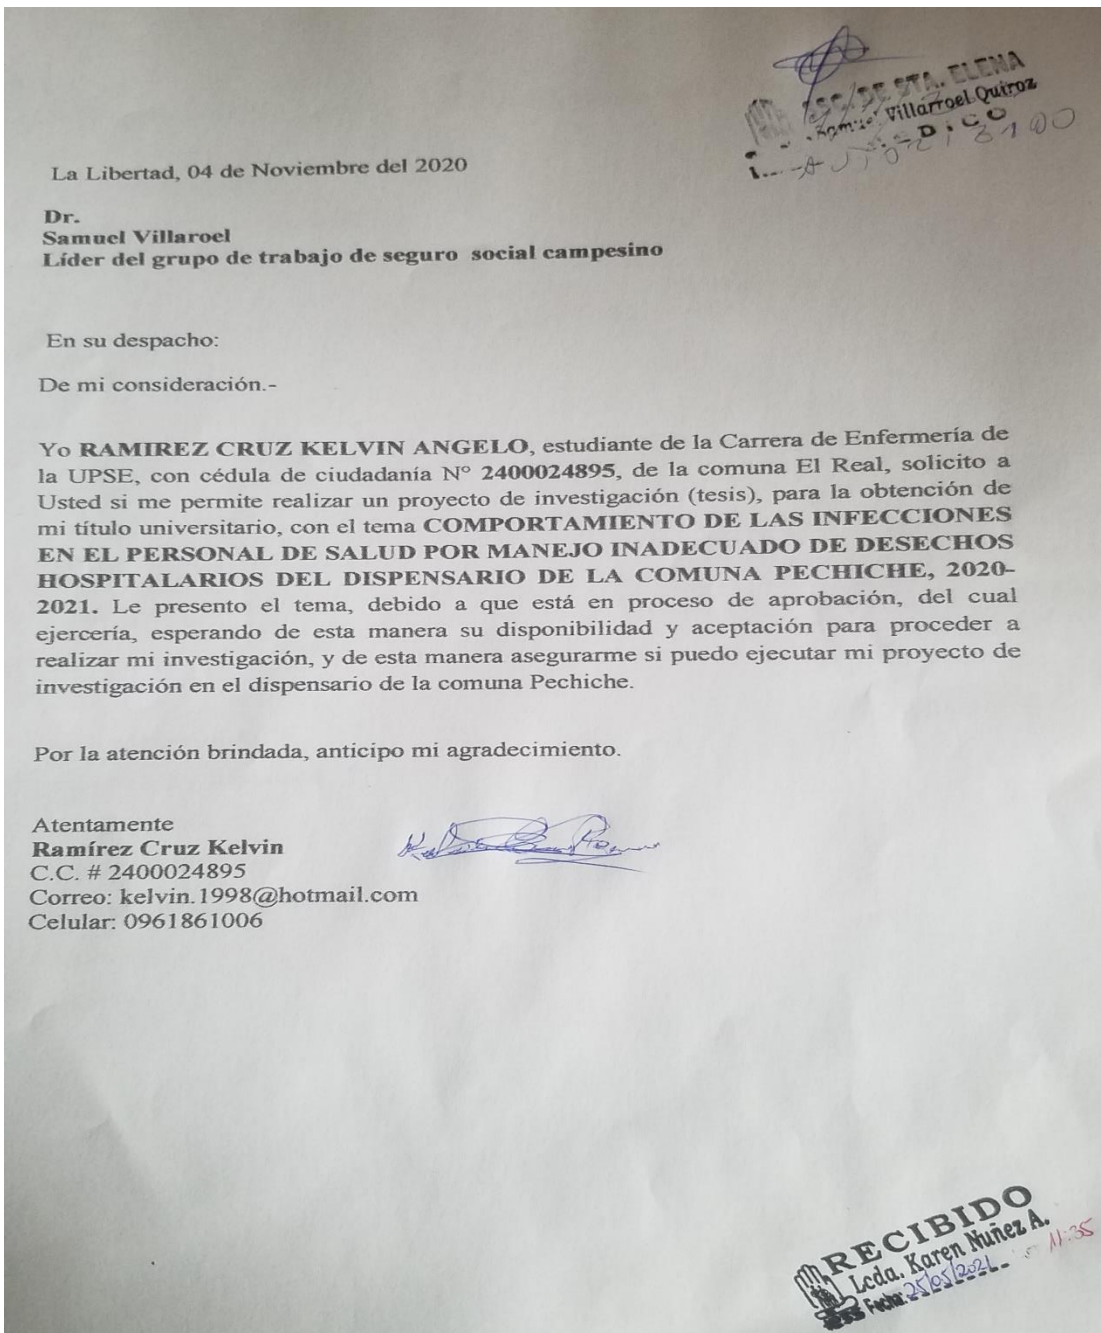 SSC/DE STA. ELENA
Samuel Villarroel Quiroz
La Libertad, 04 de Noviembre del 2020
Dr.
Samuel Villaroel
Líder del grupo de trabajo de seguro social campesino
En su despacho:
De mi consideración.-
Yo RAMIREZ CRUZ KELVIN ANGELO, estudiante de la Carrera de Enfermería de
la UPSE, con cédula de ciudadanía N° 2400024895, de la comuna El Real, solicito a
Usted si me permite realizar un proyecto de investigación (tesis), para la obtención de
mi título universitario, con el tema COMPORTAMIENTO DE LAS INFECCIONES
EN EL PERSONAL DE SALUD POR MANEJO INADECUADO DE DESECHOS
HOSPITALARIOS DEL DISPENSARIO DE LA COMUNA PECHICHE, 2020-
2021. Le presento el tema, debido a que está en proceso de aprobación, del cual
ejercería, esperando de esta manera su disponibilidad y aceptación para proceder a
realizar mi investigación, y de esta manera asegurarme si puedo ejecutar mi proyecto de
investigación en el dispensario de la comuna Pechiche.
Por la atención brindada, anticipo mi agradecimiento.
Atentamente
Ramírez Cruz Kelvin
C.C. # 2400024895
Correo: kelvin.1998@hotmail.com
Celular: 0961861006
RECIBIDO
Lcda. Karen Nuñez A.
Fecha: 25/05/2021 11:35